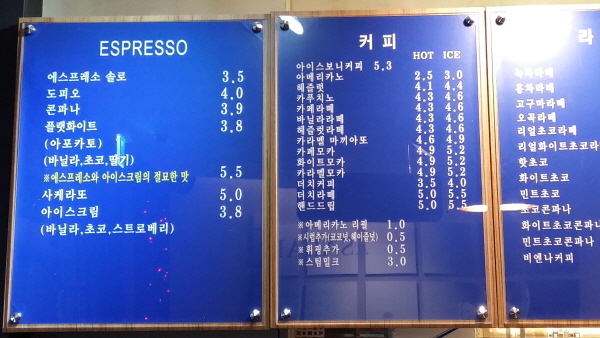 ESPRESSO
에스프레소 솔로 3.5
도피오 4.0
콘파나 3.9
플랫화이트 3.8
(아포카토)
(바닐라,초코,딸기)
※에스프레소와 아이스크림의 절묘한 맛 5.5
사케라또 5.0
아이스크림 3.8
(바닐라,초코,스트로베리)
커 피 HOT ICE
아이스보니커피 5.3
아메리카노 2.5 3.0
헤즐럿 4.1 4.4
카푸치노 4.3 4.6
카페라떼 4.3 4.6
바닐라라떼 4.3 4.6
헤즐럿라떼 4.3 4.6
카라멜 마끼아또 4.6 4.9
카페모카 4.9 5.2
화이트모카 4.9 5.2
카라멜모카 4.9 5.2
더치커피 3.5 4.0
더치라떼 5.0 5.5
핸드드립 5.0 5.5
※아메리카노 리필 1.0
※시럽추가(코코넛,헤이즐넛) 0.5
※휘핑추가 0.5
※스팀밀크 3.0
라
녹차라떼
홍차라떼
고구마라떼
오곡라떼
리얼초코라떼
리얼화이트초코라
핫초코
화이트초코
민트초코
초코콘파나
화이트초코콘파나
민트초코콘파나
비엔나커피